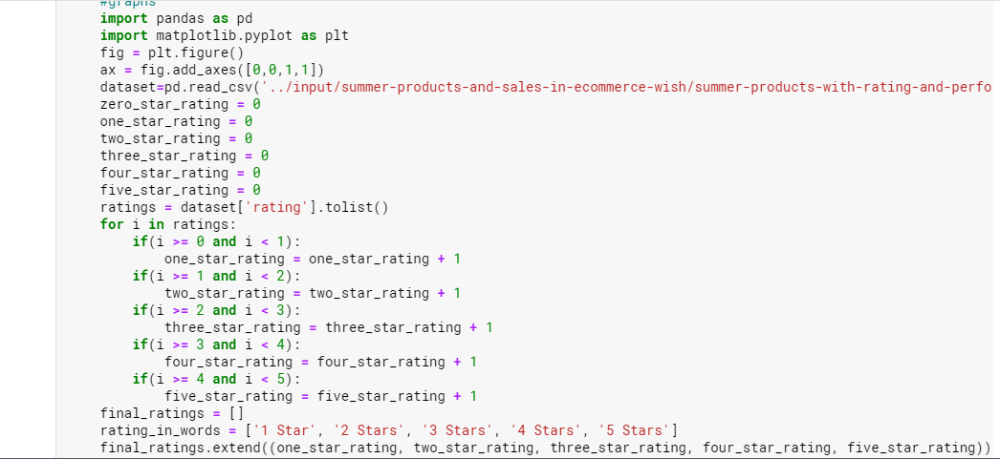 #graphs
import pandas as pd
import matplotlib.pyplot as plt
fig = plt.figure()
ax = fig.add_axes([0,0,1,1])
dataset=pd.read_csv('../input/summer-products-and-sales-in-ecommerce-wish/summer-products-with-rating-and-perfo
zero_star_rating = 0
one_star_rating = 0
two_star_rating = 0
three_star_rating = 0
four_star_rating = 0
five_star_rating = 0
ratings = dataset['rating'].tolist()
for i in ratings:
    if(i >= 0 and i < 1):
        one_star_rating = one_star_rating + 1
    if(i >= 1 and i < 2):
        two_star_rating = two_star_rating + 1
    if(i >= 2 and i < 3):
        three_star_rating = three_star_rating + 1
    if(i >= 3 and i < 4):
        four_star_rating = four_star_rating + 1
    if(i >= 4 and i < 5):
        five_star_rating = five_star_rating + 1
final_ratings = []
rating_in_words = ['1 Star', '2 Stars', '3 Stars', '4 Stars', '5 Stars']
final_ratings.extend((one_star_rating, two_star_rating, three_star_rating, four_star_rating, five_star_rating))